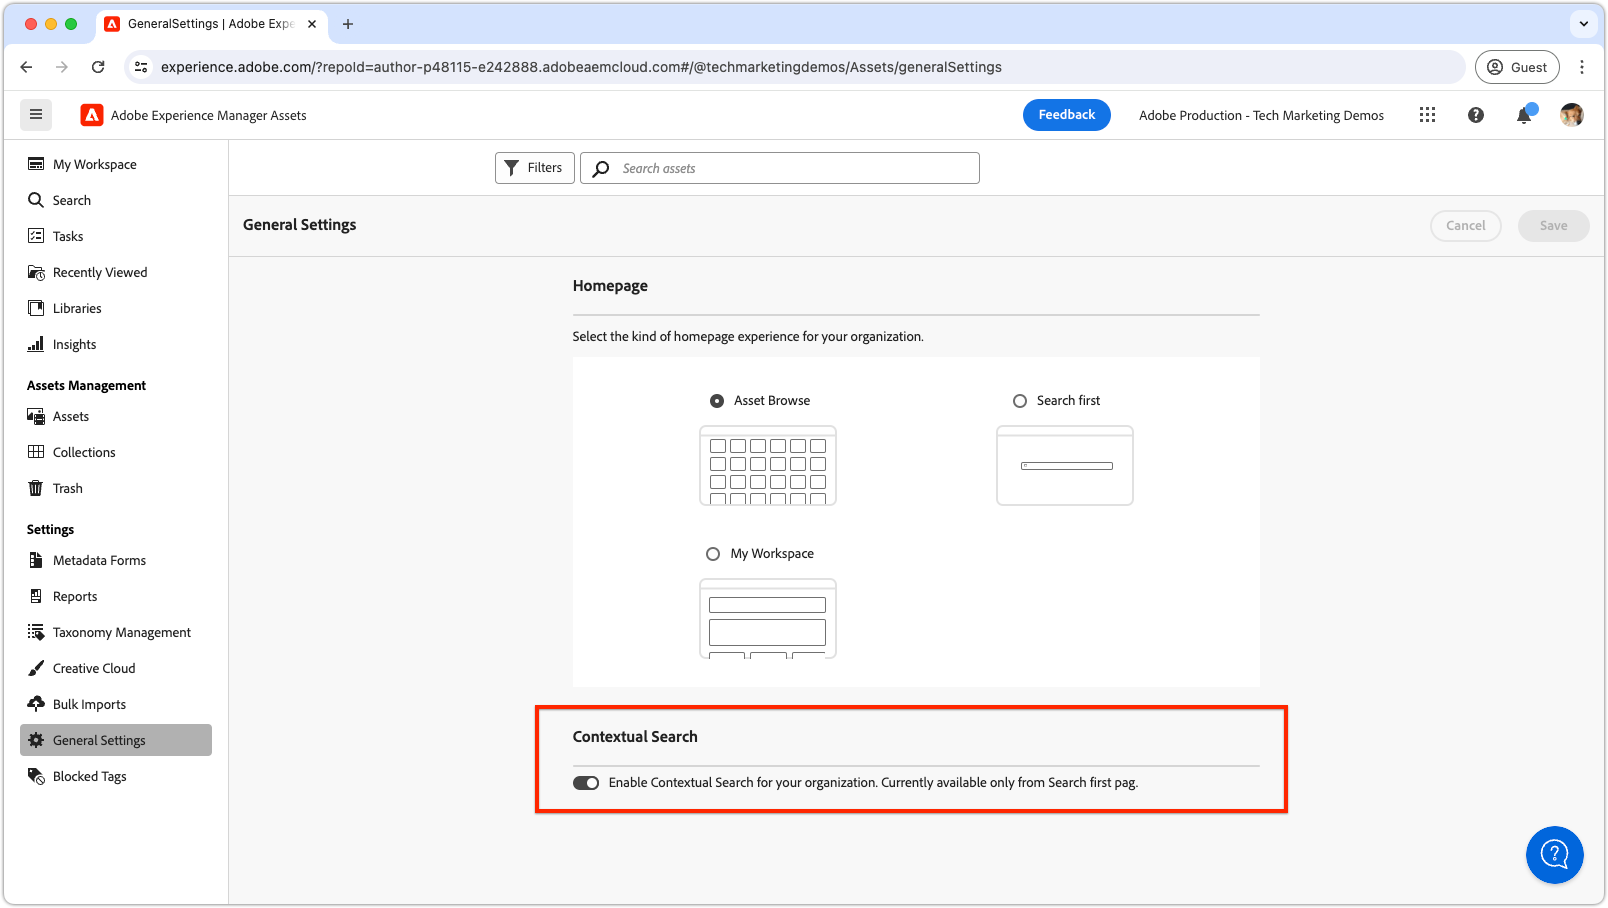 GeneralSettings | Adobe Expe
experience.adobe.com/?repoId=author-p48115-e242888.adobeaemcloud.com#/@techmarketingdemos/Assets/generalSettings
Guest
Adobe Experience Manager Assets
Feedback
Adobe Production - Tech Marketing Demos
My Workspace
Search
Tasks
Recently Viewed
Libraries
Insights
Assets Management
Assets
Collections
Trash
Settings
Metadata Forms
Reports
Taxonomy Management
Creative Cloud
Bulk Imports
General Settings
Blocked Tags
Filters
Search assets
General Settings
Cancel
Save
Homepage
Select the kind of homepage experience for your organization.
Asset Browse
Search first
My Workspace
Contextual Search
Enable Contextual Search for your organization. Currently available only from Search first pag.